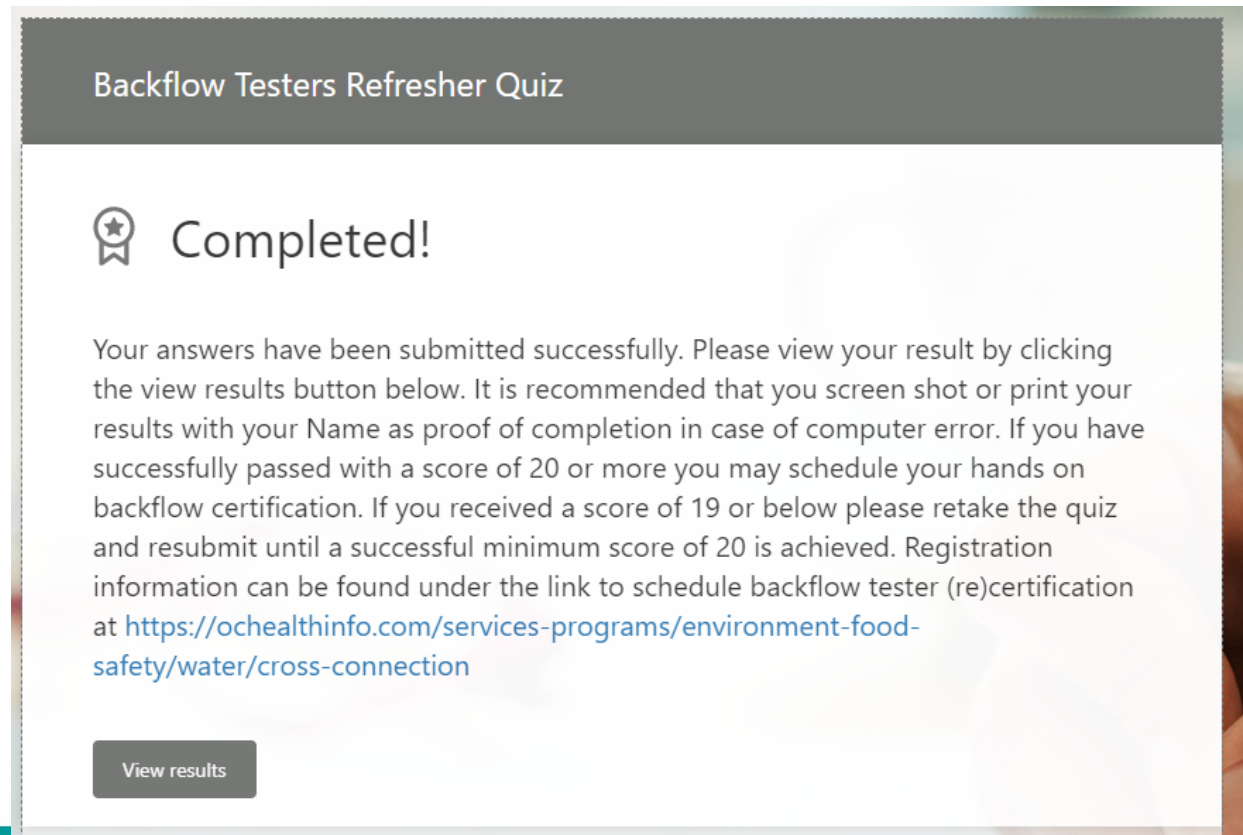 Backflow Testers Refresher Quiz
Completed!
Your answers have been submitted successfully. Please view your result by clicking
the view results button below. It is recommended that you screen shot or print your
results with your Name as proof of completion in case of computer error. If you have
successfully passed with a score of 20 or more you may schedule your hands on
backflow certification. If you received a score of 19 or below please retake the quiz
and resubmit until a successful minimum score of 20 is achieved. Registration
information can be found under the link to schedule backflow tester (re)certification
at https://ochealthinfo.com/services-programs/environment-food-
safety/water/cross-connection
View results